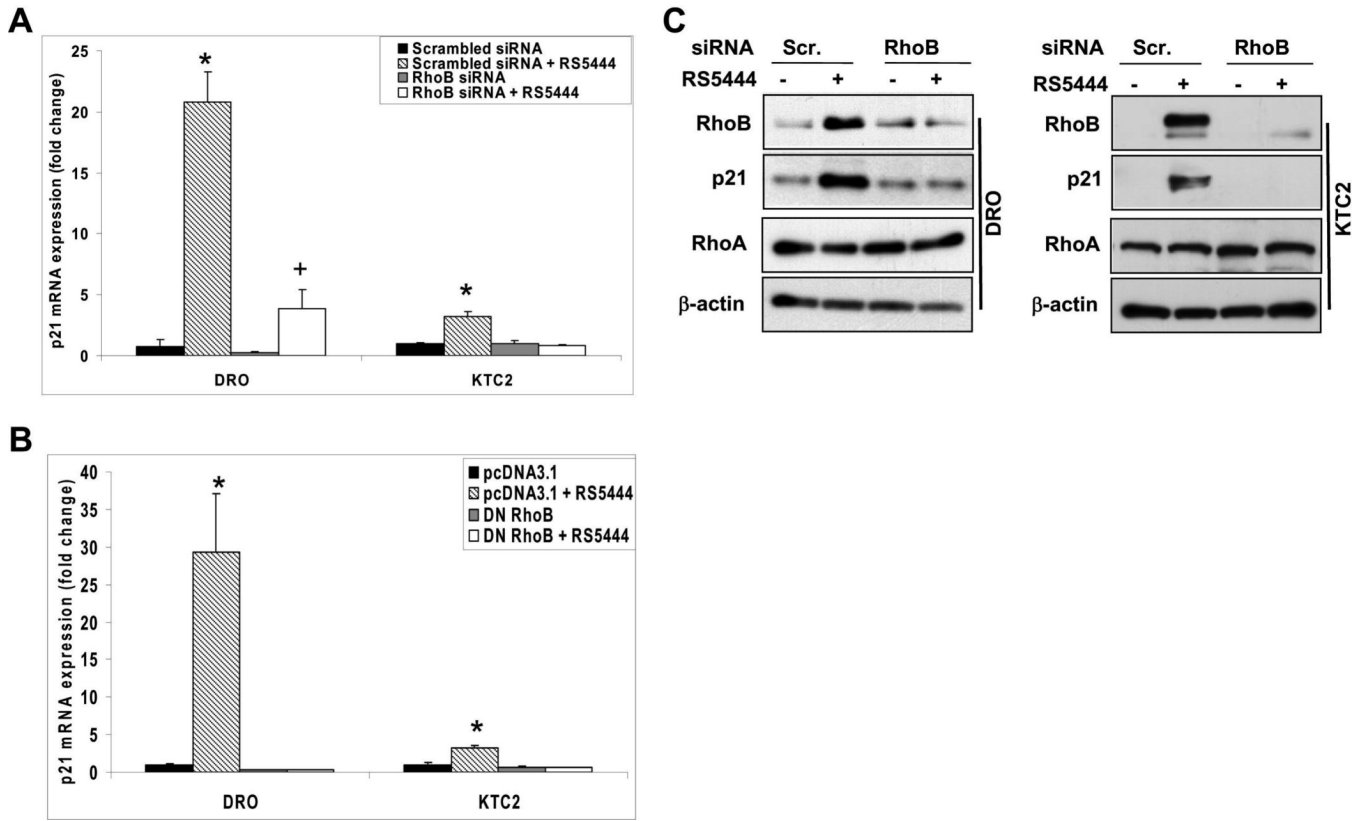 A
p21 mRNA expression (fold change)
25
20
15
10
5
0
*
+
*
DRO
KTC2
Scrambled siRNA
Scrambled siRNA + RS5444
RhoB siRNA
RhoB siRNA + RS5444
B
p21 mRNA expression (fold change)
40
35
30
25
20
15
10
5
0
*
*
DRO
KTC2
pcDNA3.1
pcDNA3.1 + RS5444
DN RhoB
DN RhoB + RS5444
C
siRNA Scr. RhoB
RS5444 - + - +
RhoB
p21
RhoA
β-actin
DRO
siRNA Scr. RhoB
RS5444 - + - +
RhoB
p21
RhoA
β-actin
KTC2